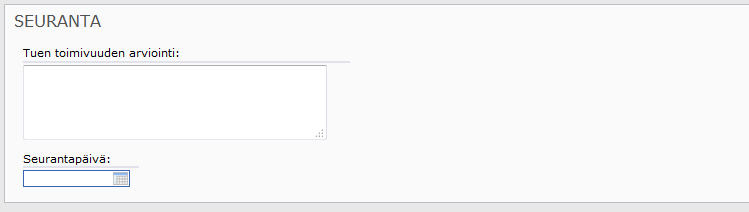 SEURANTA
Tuen toimivuuden arviointi:
Seurantapäivä: